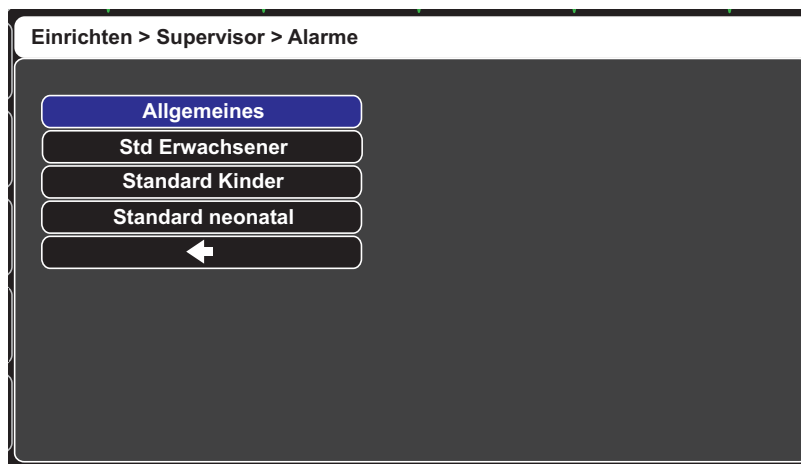 Einrichten > Supervisor > Alarme
Allgemeines
Std Erwachsener
Standard Kinder
Standard neonatal